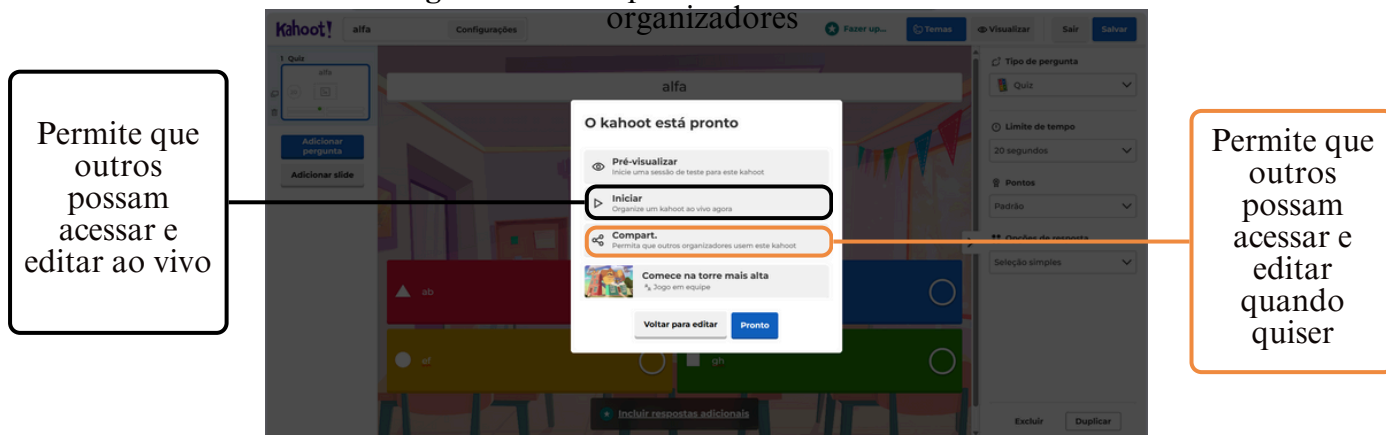 organizadores
Kahoot!
alfa
Configurações
Fazer up...
Temas
Visualizar
Sair
Salvar
1 Quiz
alfa
Adicionar
pergunta
Adicionar slide
alfa
Tipo de pergunta
Quiz
Limite de tempo
20 segundos
Pontos
Padrão
Opções de resposta
Seleção simples
O kahoot está pronto
Pré-visualizar
Inicie uma sessão de teste para este kahoot
Iniciar
Organize um kahoot ao vivo agora
Compart.
Permita que outros organizadores usem este kahoot
Comece na torre mais alta
Jogo em equipe
Voltar para editar
Pronto
ab
ef
gh
Incluir respostas adicionais
Excluir
Duplicar
Permite que
outros
possam
acessar e
editar ao vivo
Permite que
outros
possam
acessar e
editar
quando
quiser